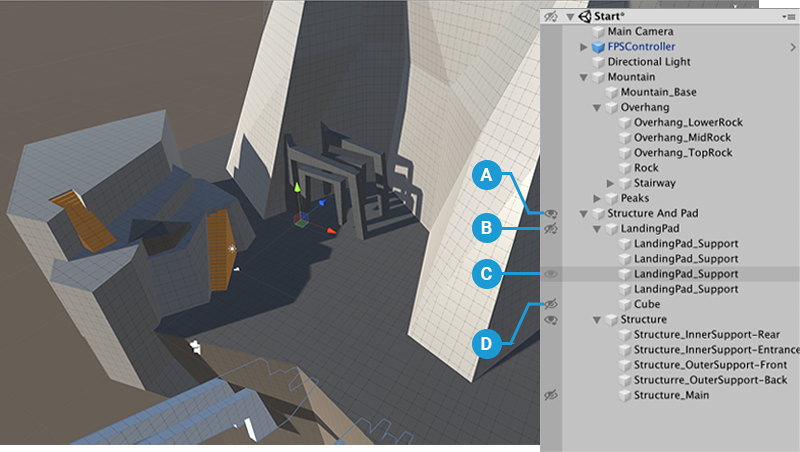 Start*
Main Camera
FPSController
Directional Light
Mountain
Mountain_Base
Overhang
Overhang_LowerRock
Overhang_MidRock
Overhang_TopRock
Rock
Stairway
Peaks
A
Structure And Pad
B
LandingPad
LandingPad_Support
LandingPad_Support
C
LandingPad_Support
LandingPad_Support
Cube
Structure
D
Structure_InnerSupport-Rear
Structure_InnerSupport-Entrance
Structure_OuterSupport-Front
Structurre_OuterSupport-Back
Structure_Main